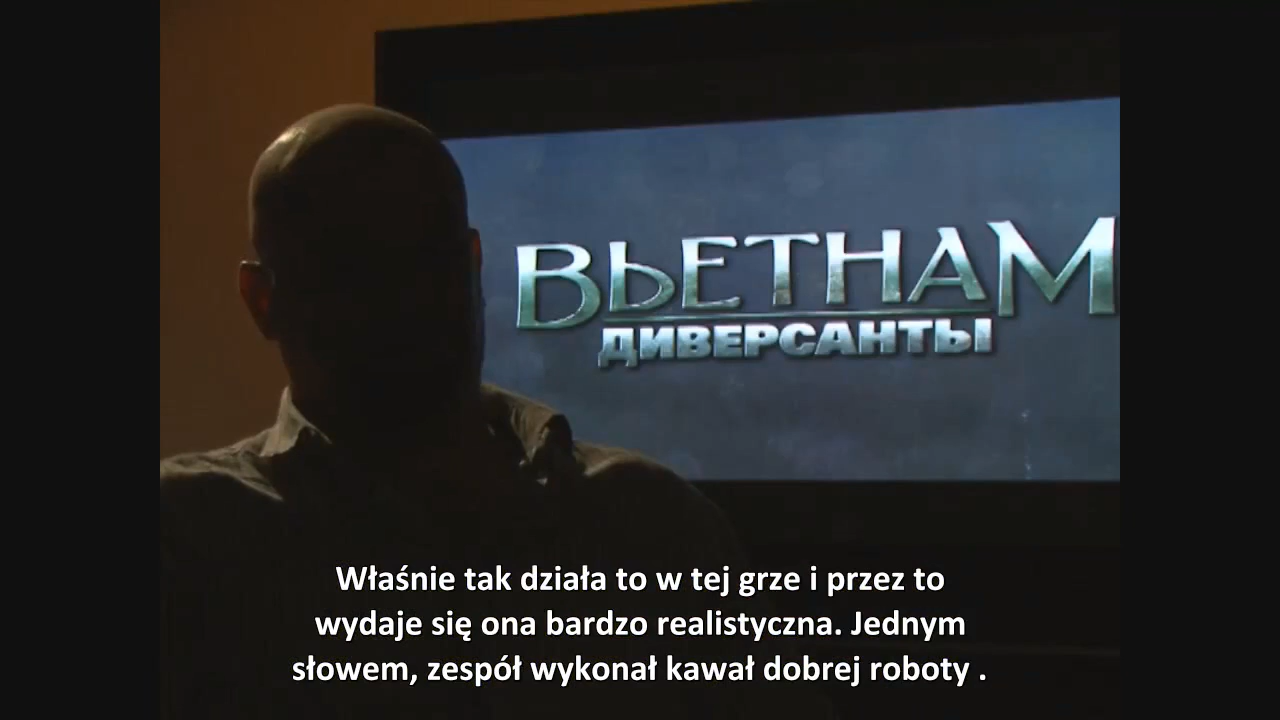 ВЬЕТНАМ
ДИВЕРСАНТЫ
Właśnie tak działa to w tej grze i przez to
wydaje się ona bardzo realistyczna. Jednym
słowem, zespół wykonał kawał dobrej roboty .